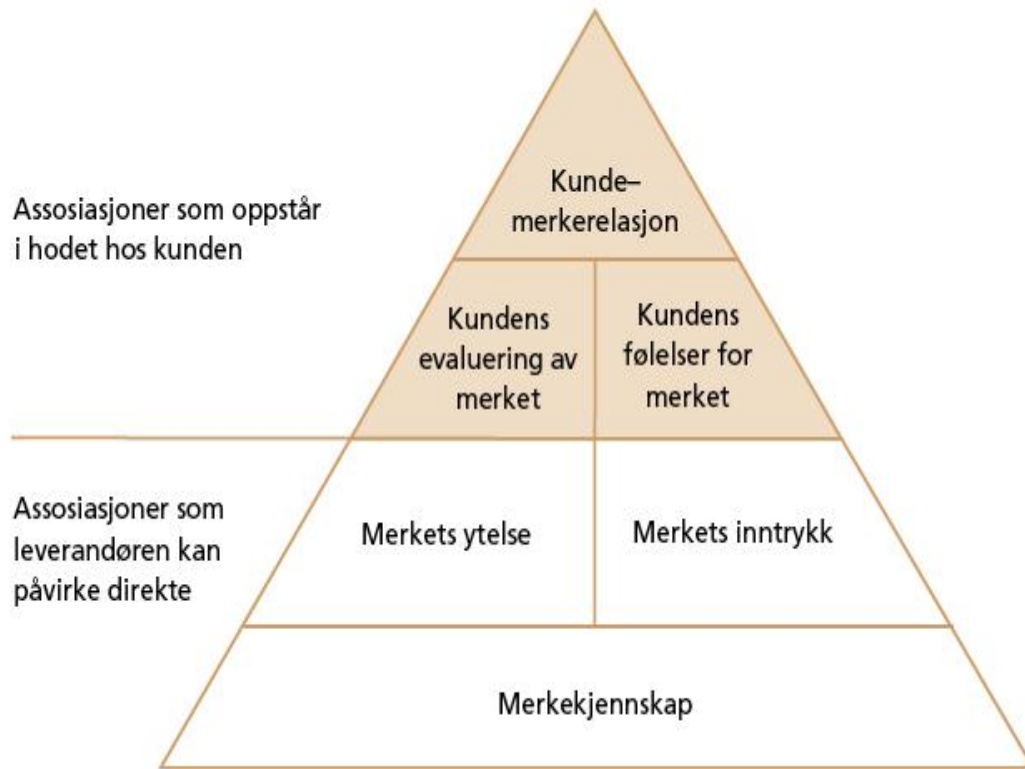 Kunde–
merkerelasjon
Assosiasjoner som oppstår
i hodet hos kunden
Kundens
evaluering av
merket
Kundens
følelser for
merket
Assosiasjoner som
leverandøren kan
påvirke direkte
Merkets ytelse
Merkets inntrykk
Merkekjennskap